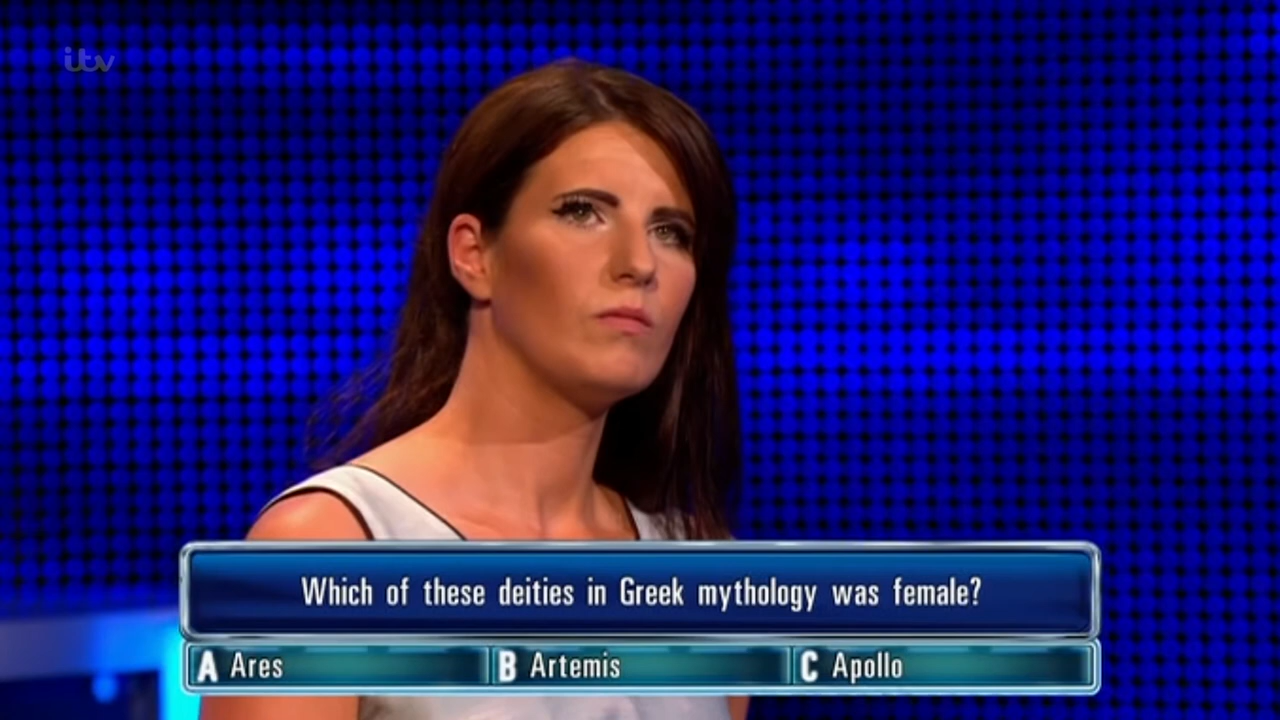 itv
Which of these deities in Greek mythology was female?
A Ares
B Artemis
C Apollo